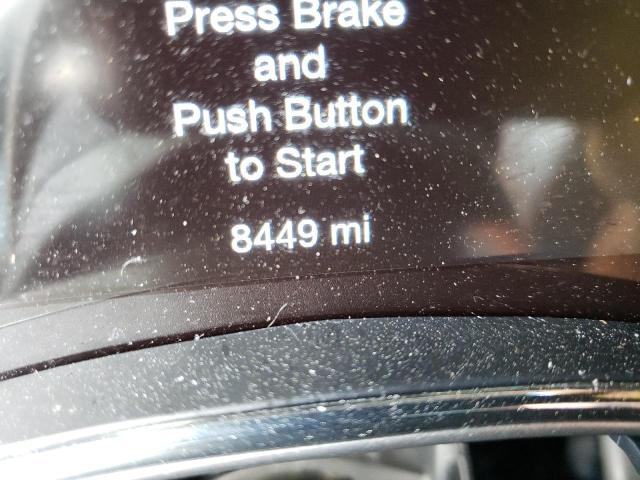 Press Brake
and
Push Button
to Start
8449 mi